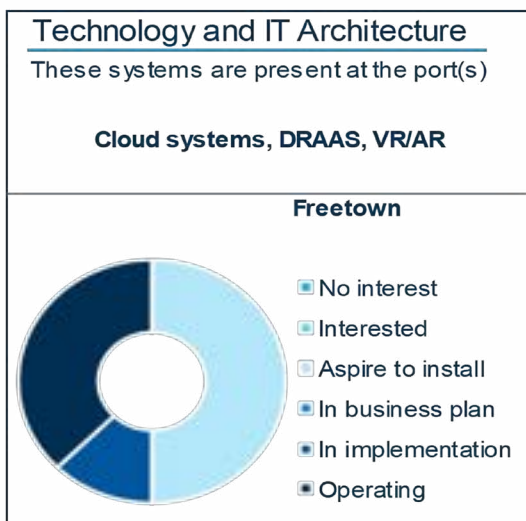 Technology and IT Architecture
These systems are present at the port(s)
Cloud systems, DRAAS, VR/AR
Freetown
No interest
Interested
Aspire to install
In business plan
In implementation
Operating